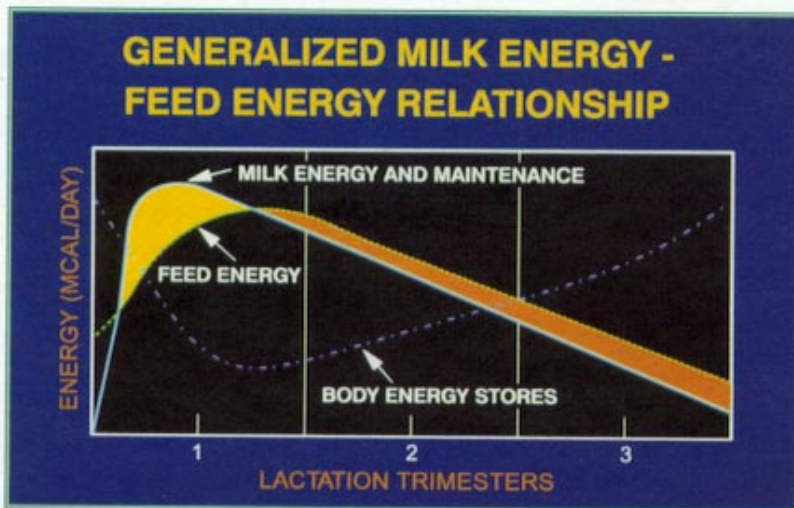 GENERALIZED MILK ENERGY -
FEED ENERGY RELATIONSHIP
MILK ENERGY AND MAINTENANCE
FEED ENERGY
BODY ENERGY STORES
ENERGY (MCAL/DAY)
1 2 3
LACTATION TRIMESTERS